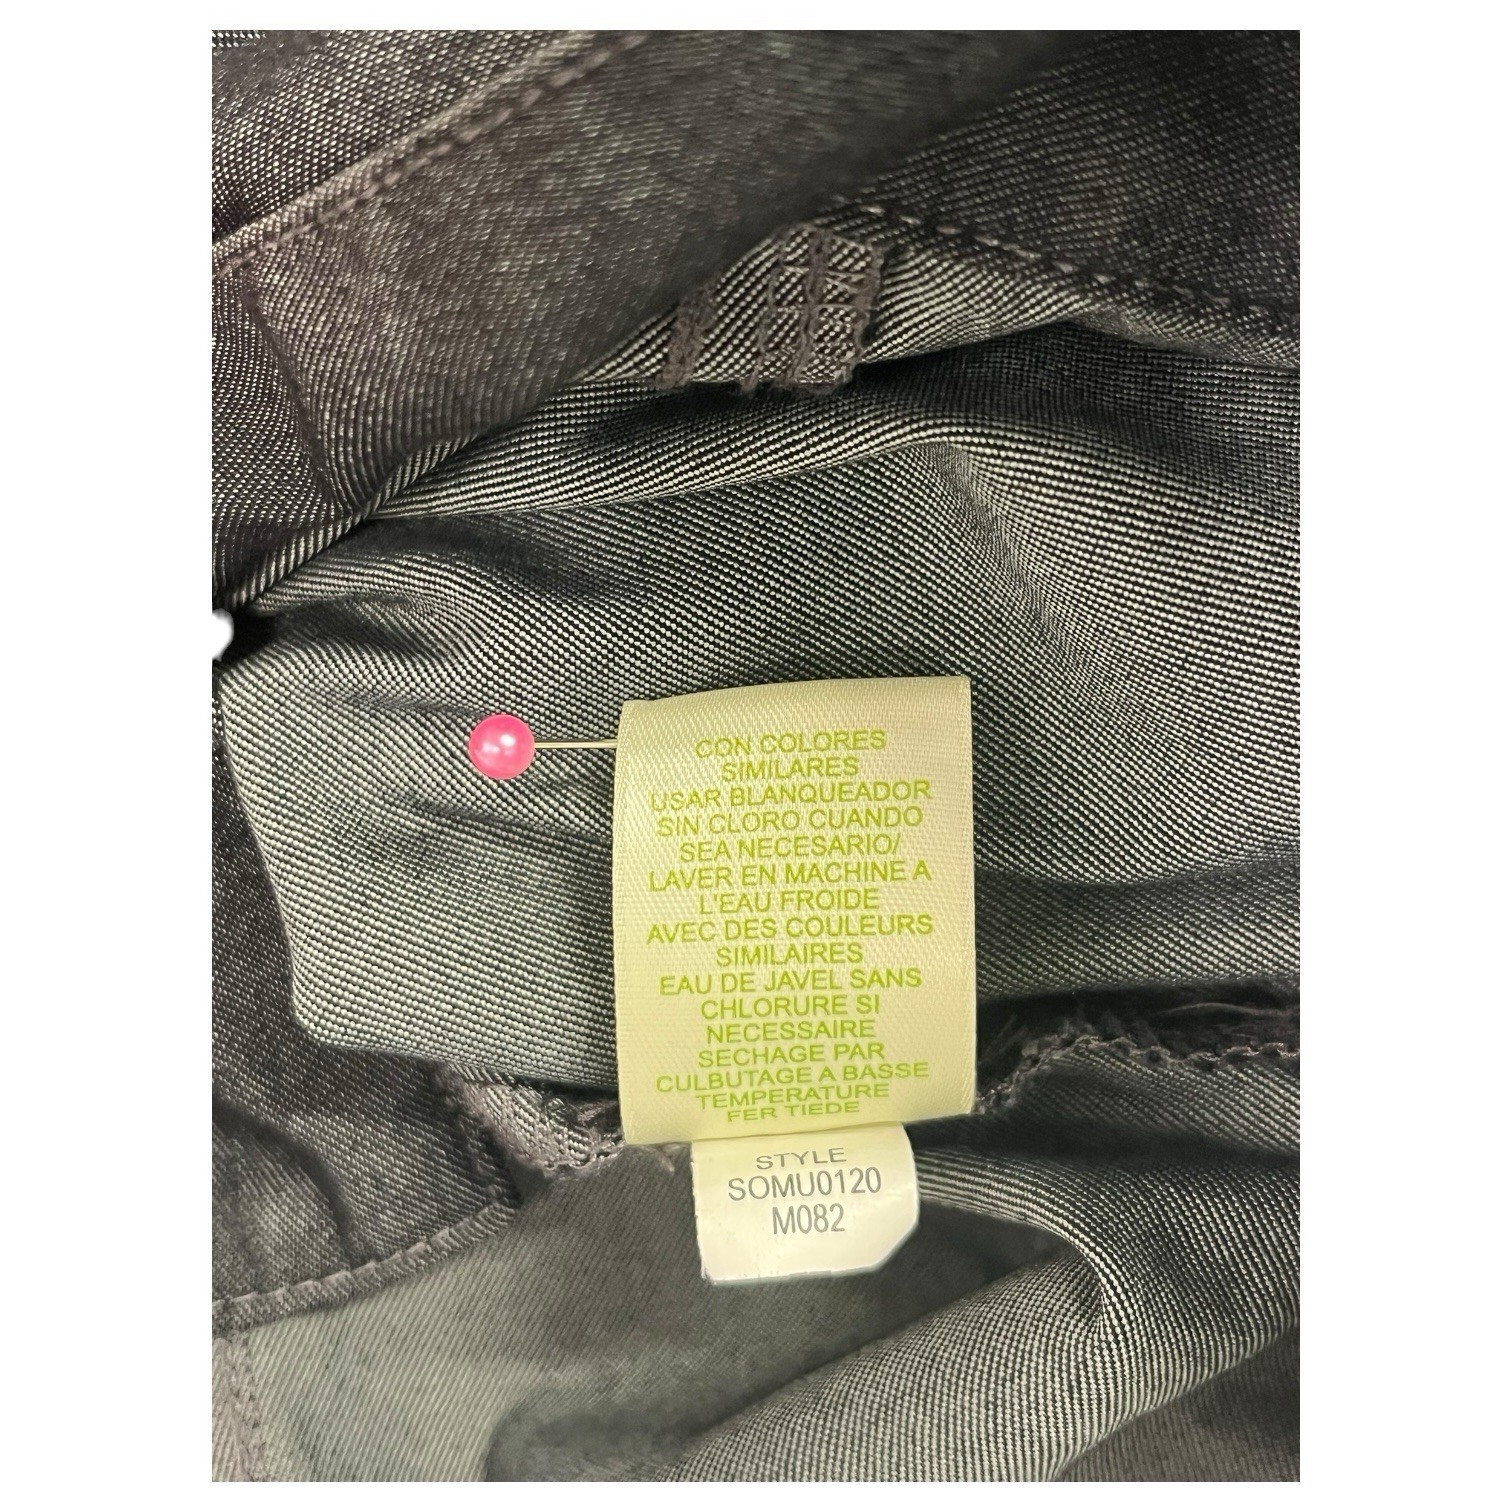 CON COLORES
SIMILARES
USAR BLANQUEADOR
SIN CLORO CUANDO
SEA NECESARIO/
LAVER EN MACHINE A
L'EAU FROIDE
AVEC DES COULEURS
SIMILAIRES
EAU DE JAVEL SANS
CHLORURE SI
NECESSAIRE
SECHAGE PAR
CULBUTAGE A BASSE
TEMPERATURE
FER TIEDE
STYLE
SOMU0120
M082